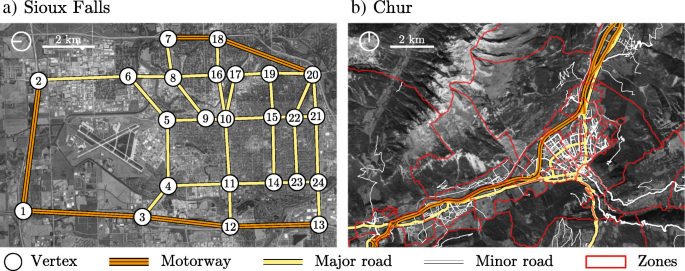 a) Sioux Falls
b) Chur
2 km
2 km
7 18
2 6 8 16 17 19 20
5 9 10 15 22 21
4 11 14 23 24
1 3 12 13
Vertex Motorway Major road Minor road Zones